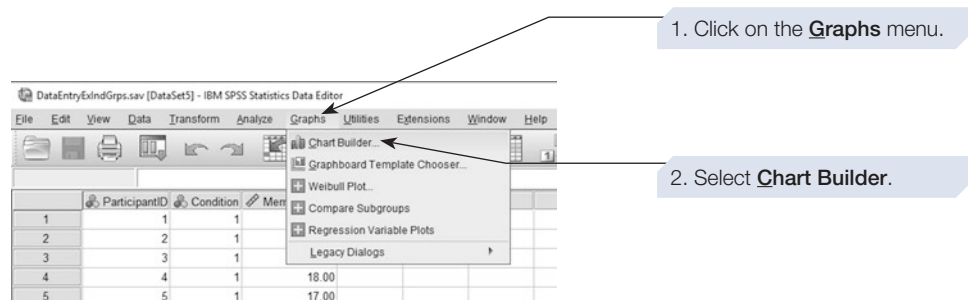 1. Click on the Graphs menu.
DataEntryExIndGrps.sav [DataSet5] - IBM SPSS Statistics Data Editor
File Edit View Data Transform Analyze Graphs Utilities Extensions Window Help
Chart Builder...
Graphboard Template Chooser...
1
Weibull Plot...
2. Select Chart Builder.
ParticipantID Condition Mem
Compare Subgroups
1 1 1
Regression Variable Plots
2 2 1
3 3 1
Legacy Dialogs
4 4 1 18.00
5 5 1 17.00